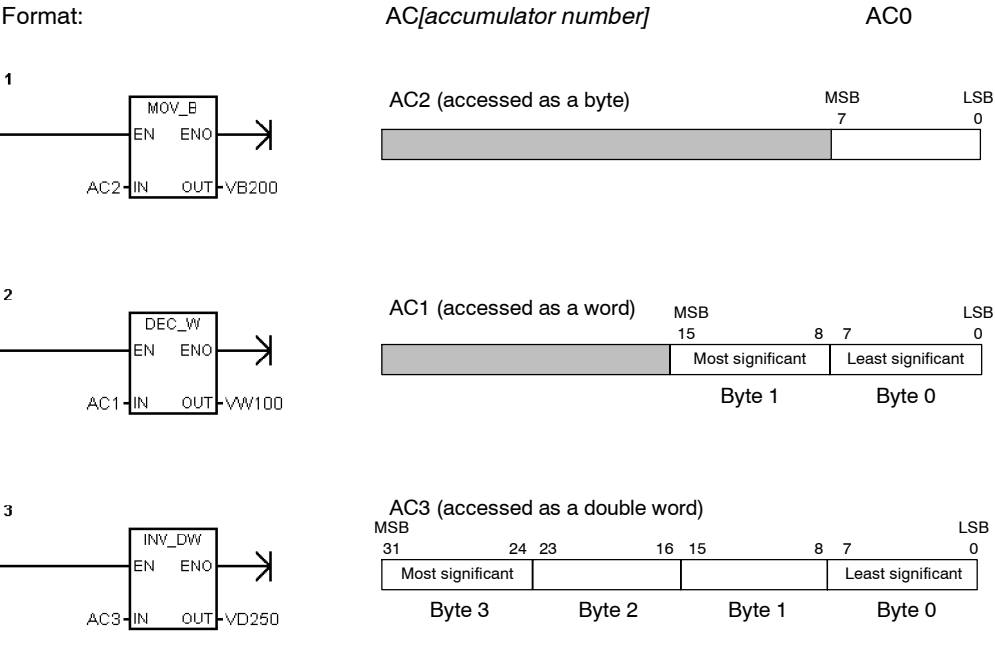 Format: AC[accumulator number] AC0
1
MOV_B
EN ENO
AC2 IN OUT VB200
AC2 (accessed as a byte)
MSB LSB
7 0
2
DEC_W
EN ENO
AC1 IN OUT VW100
AC1 (accessed as a word)
MSB LSB
15 8 7 0
Most significant Least significant
Byte 1 Byte 0
3
INV_DW
EN ENO
AC3 IN OUT VD250
AC3 (accessed as a double word)
MSB LSB
31 24 23 16 15 8 7 0
Most significant Least significant
Byte 3 Byte 2 Byte 1 Byte 0